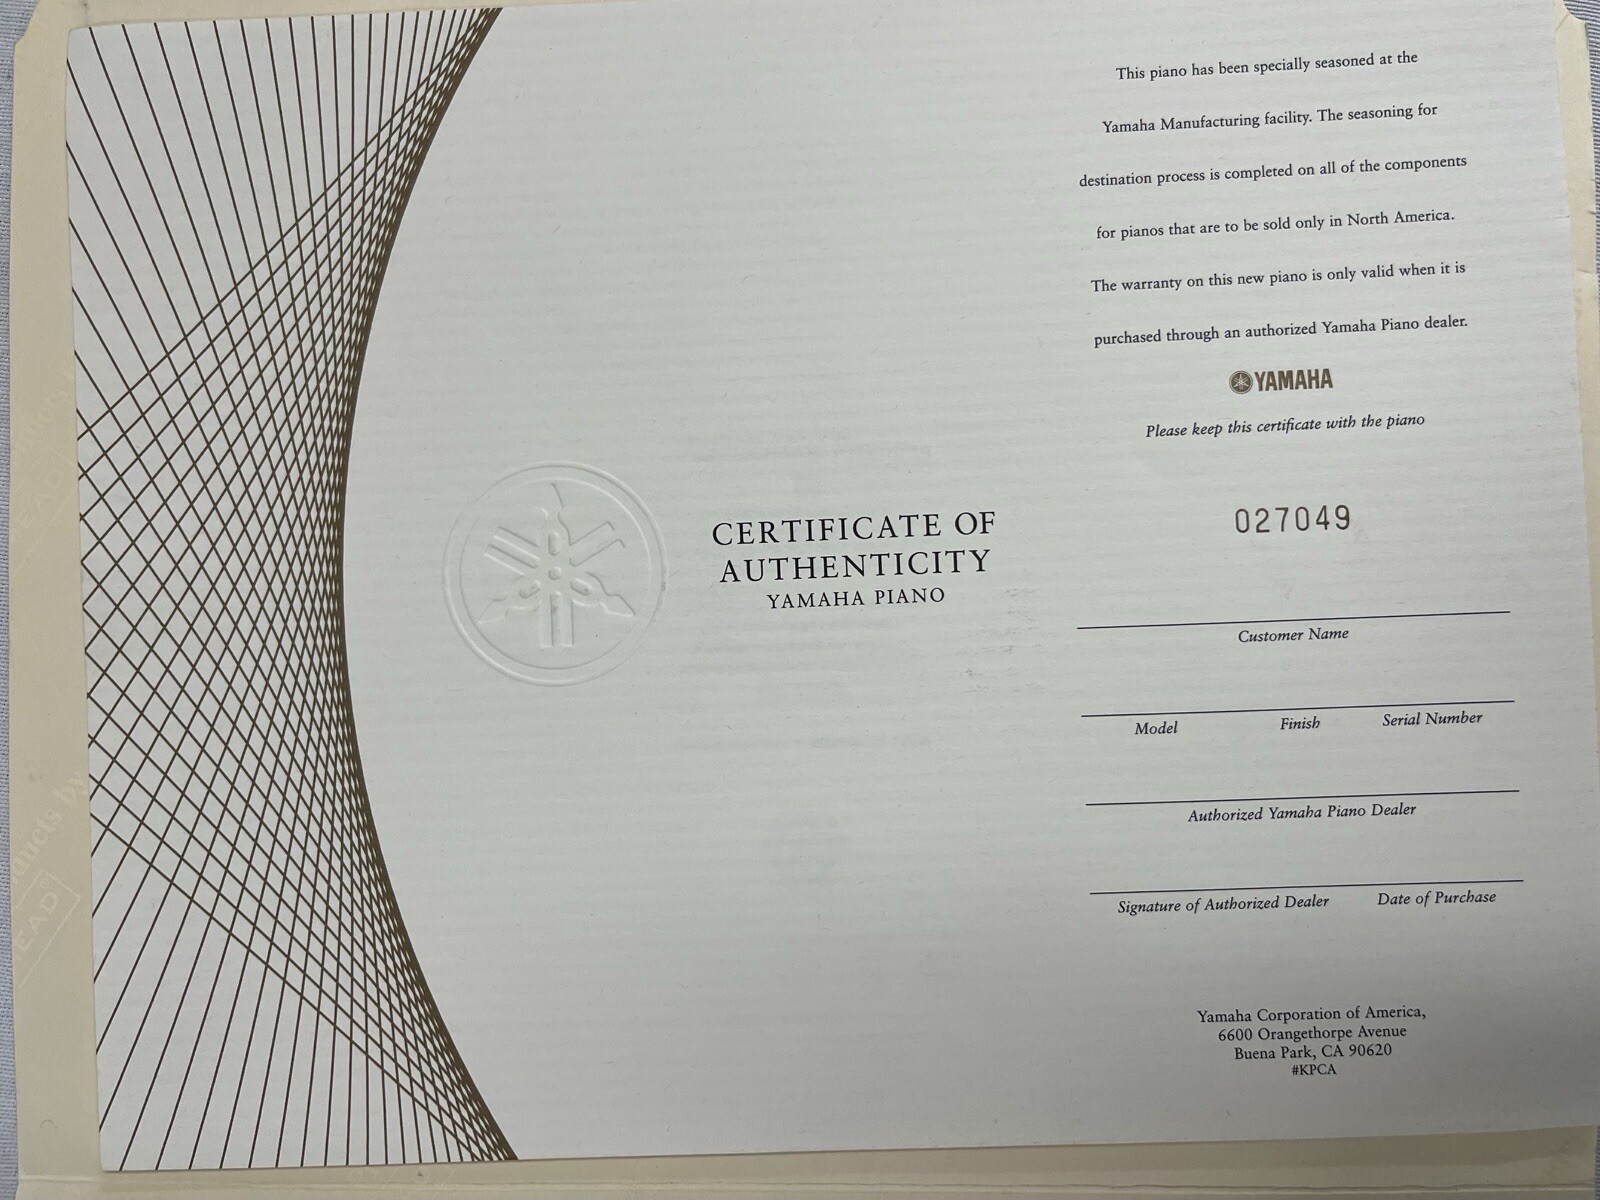 This piano has been specially seasoned at the
Yamaha Manufacturing facility. The seasoning for
destination process is completed on all of the components
for pianos that are to be sold only in North America.
The warranty on this new piano is only valid when it is
purchased through an authorized Yamaha Piano dealer.
YAMAHA
Please keep this certificate with the piano
CERTIFICATE OF
AUTHENTICITY
YAMAHA PIANO
027049
Customer Name
Model Finish Serial Number
Authorized Yamaha Piano Dealer
Signature of Authorized Dealer Date of Purchase
Yamaha Corporation of America,
6600 Orangethorpe Avenue
Buena Park, CA 90620
#KPCA